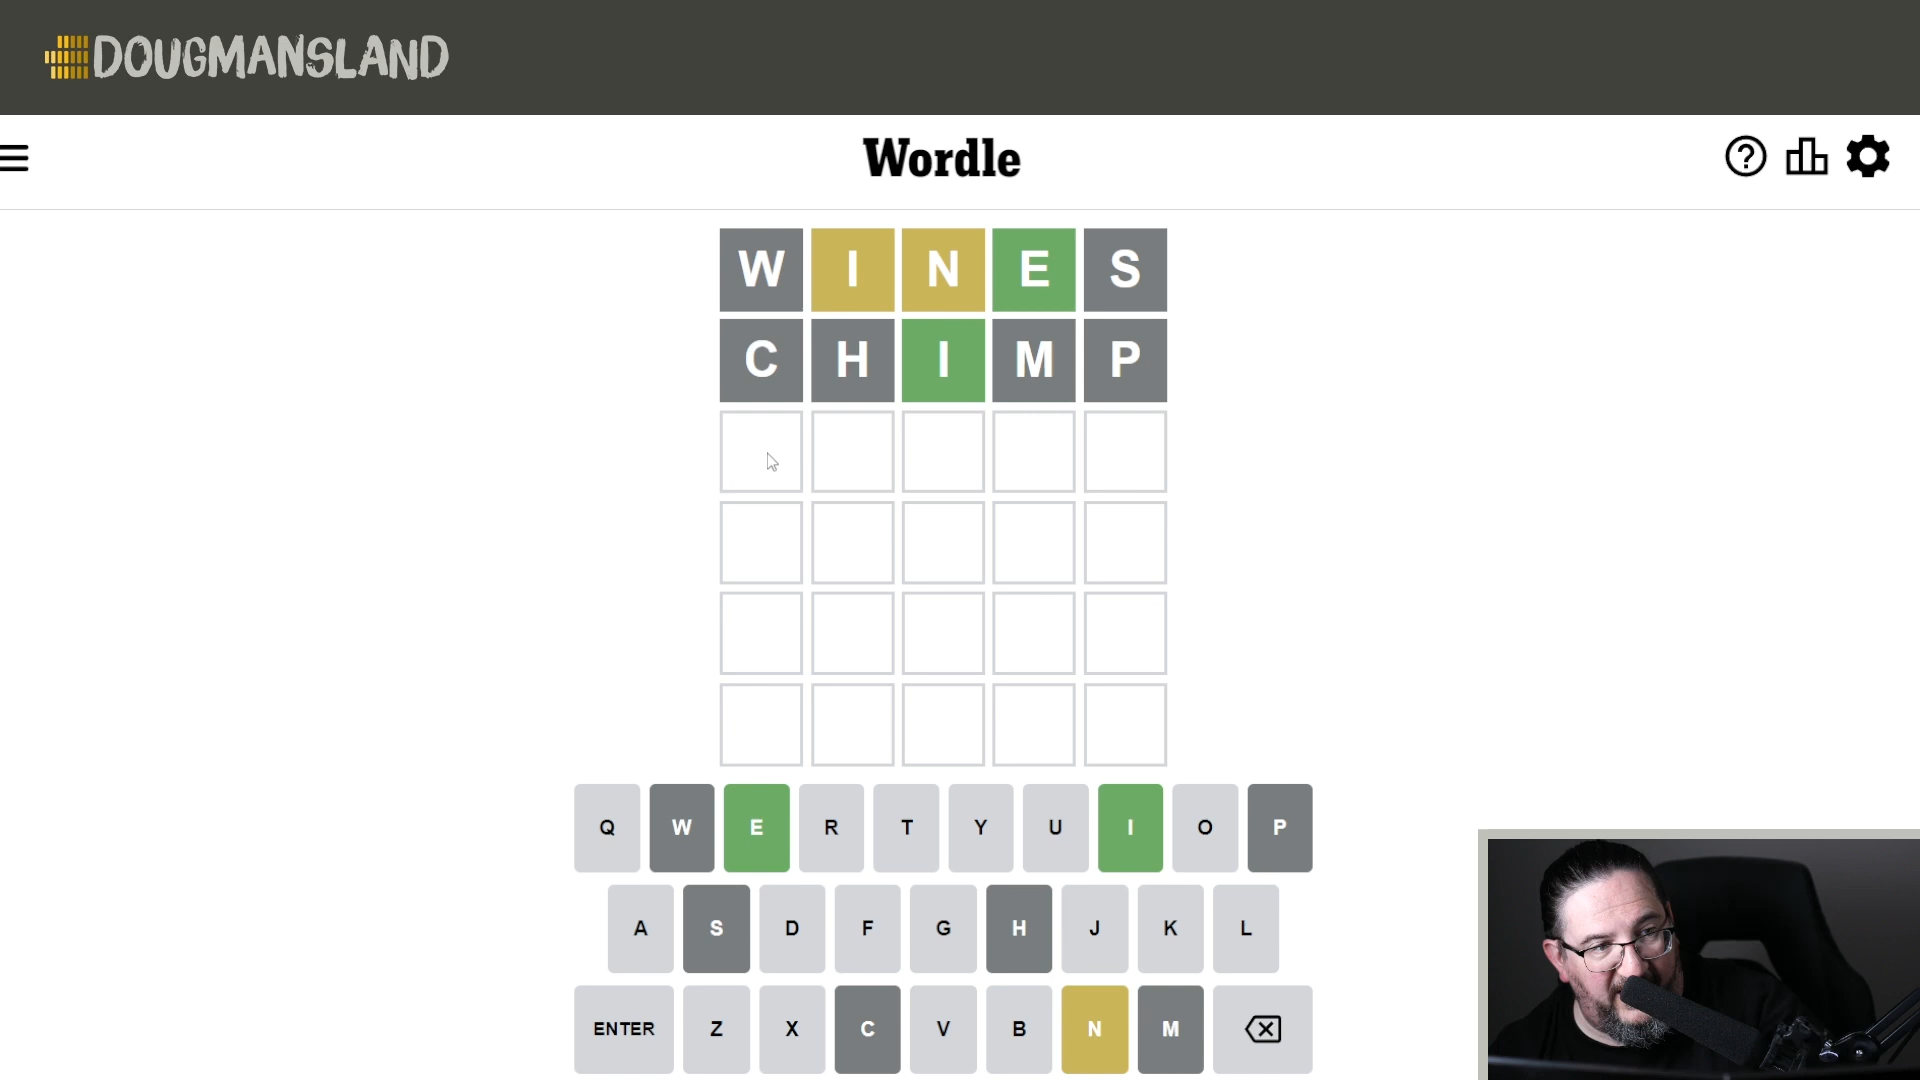 DOUGMANSLAND
Wordle
W I N E S
C H I M P
Q W E R T Y U I O P
A S D F G H J K L
ENTER Z X C V B N M